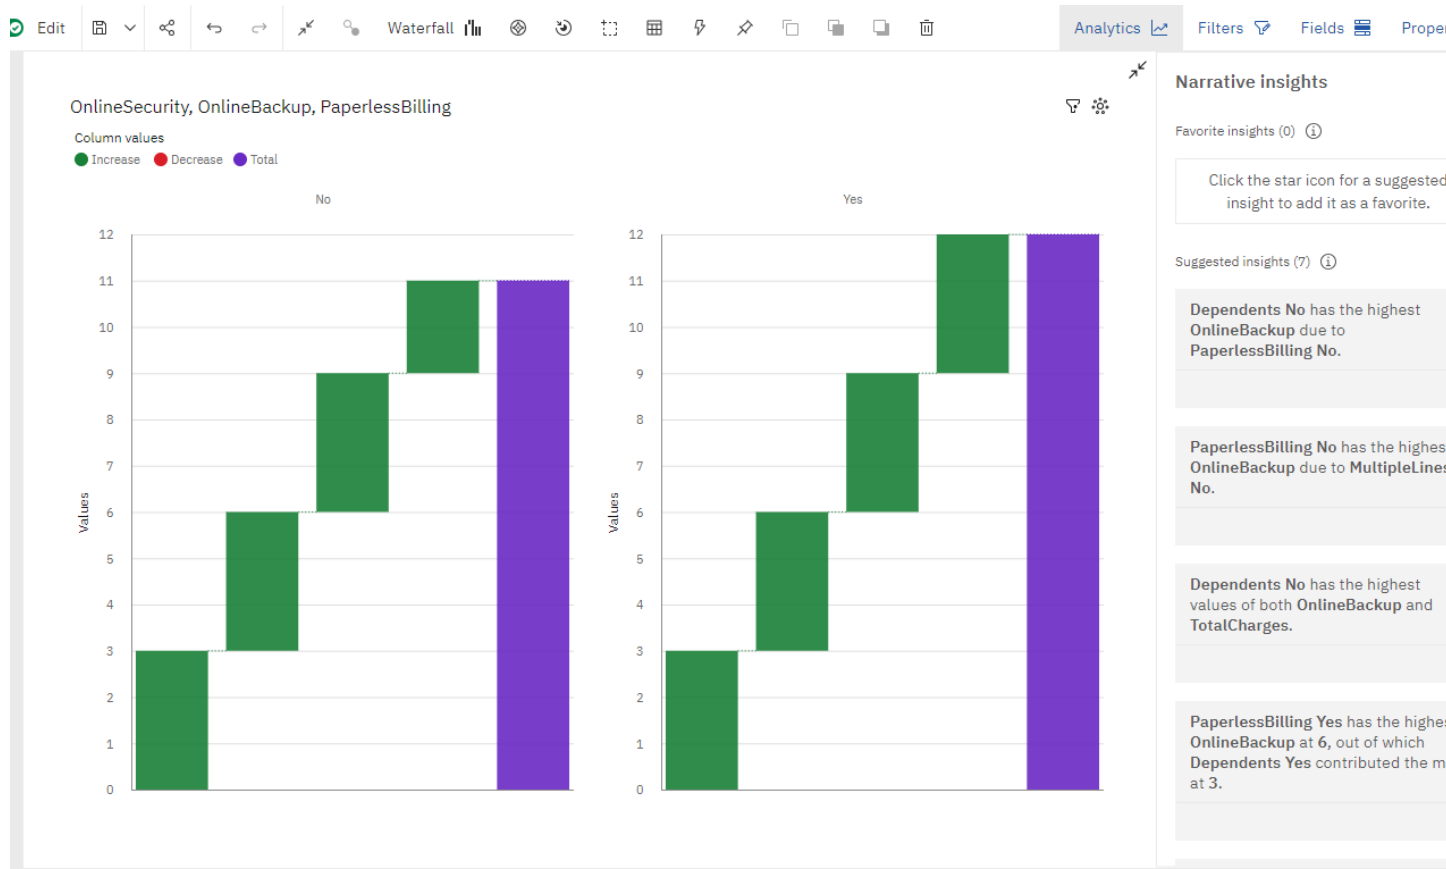 Edit
Waterfall
Analytics
Filters
Fields
Proper
OnlineSecurity, OnlineBackup, PaperlessBilling
Column values
Increase Decrease Total
No
12
11
10
9
8
7
6
5
4
3
2
1
0
Values
Yes
12
11
10
9
8
7
6
5
4
3
2
1
0
Values
Narrative insights
Favorite insights (0)
Click the star icon for a suggested
insight to add it as a favorite.
Suggested insights (7)
Dependents No has the highest
OnlineBackup due to
PaperlessBilling No.
PaperlessBilling No has the highes
OnlineBackup due to MultipleLines
No.
Dependents No has the highest
values of both OnlineBackup and
TotalCharges.
PaperlessBilling Yes has the highes
OnlineBackup at 6, out of which
Dependents Yes contributed the m
at 3.